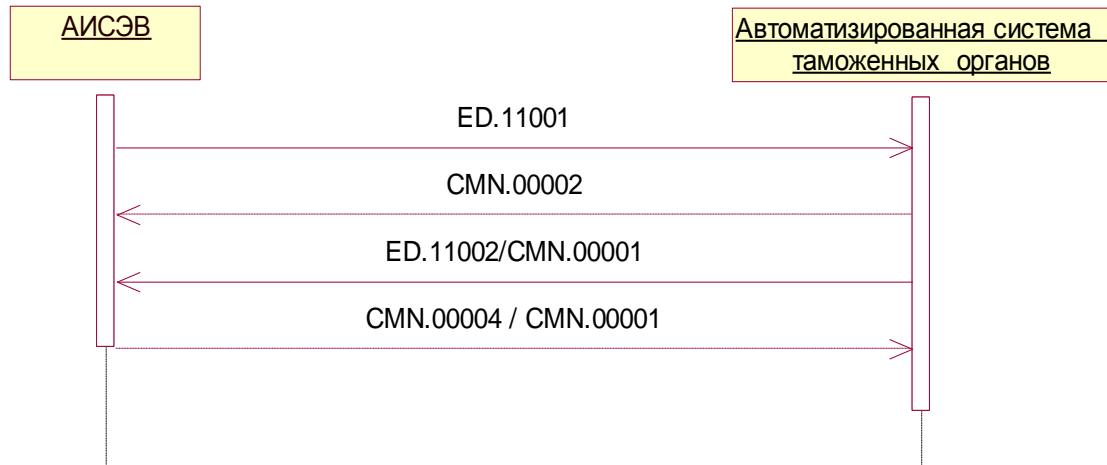 АИСЭВ
Автоматизированная система
таможенных органов
ED.11001
CMN.00002
ED.11002/CMN.00001
CMN.00004 / CMN.00001